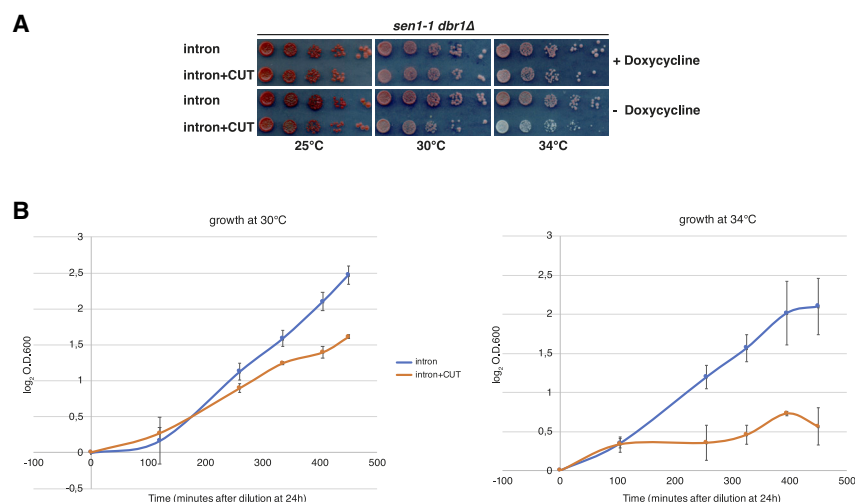 A
sen1-1 dbr1Δ
intron
intron+CUT
+ Doxycycline
intron
intron+CUT
- Doxycycline
25°C 30°C 34°C
B
growth at 30°C
3
2,5
2
1,5
1
0,5
0
-0,5
-100 0 100 200 300 400 500
log2 O.D.600
Time (minutes after dilution at 24h)
intron
intron+CUT
growth at 34°C
3
2,5
2
1,5
1
0,5
0
-100 0 100 200 300 400 500
log2 O.D.600
Time (minutes after dilution at 24h)